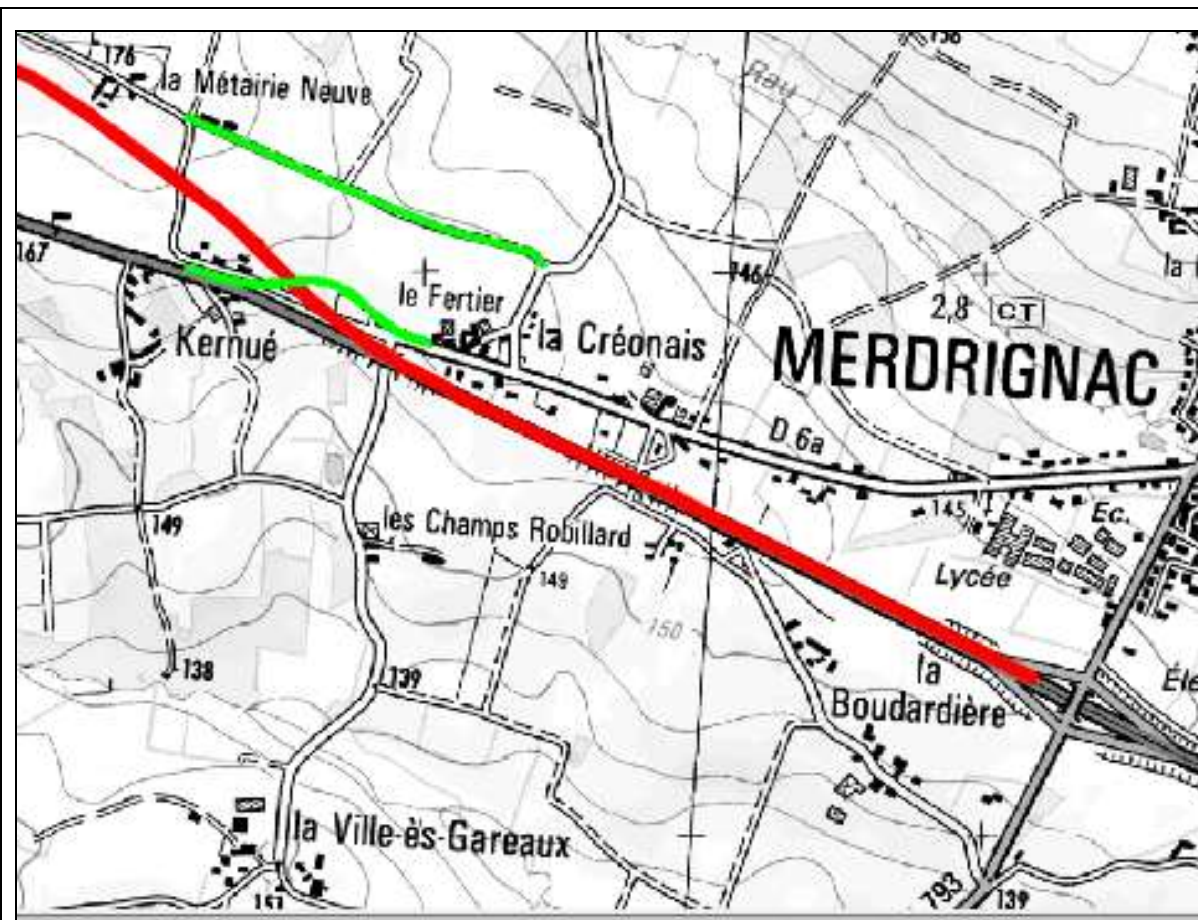 176
la Métairie Neuve
Rau
146
167
le Fertier
2,8 CT
la Créonais
MERDRIGNAC
Kernué
D 6a
149
les Champs Robillard
145
Ec.
149
Lycée
150
138
139
la
Boudardière
la Ville-ès-Gareaux
151
793
139